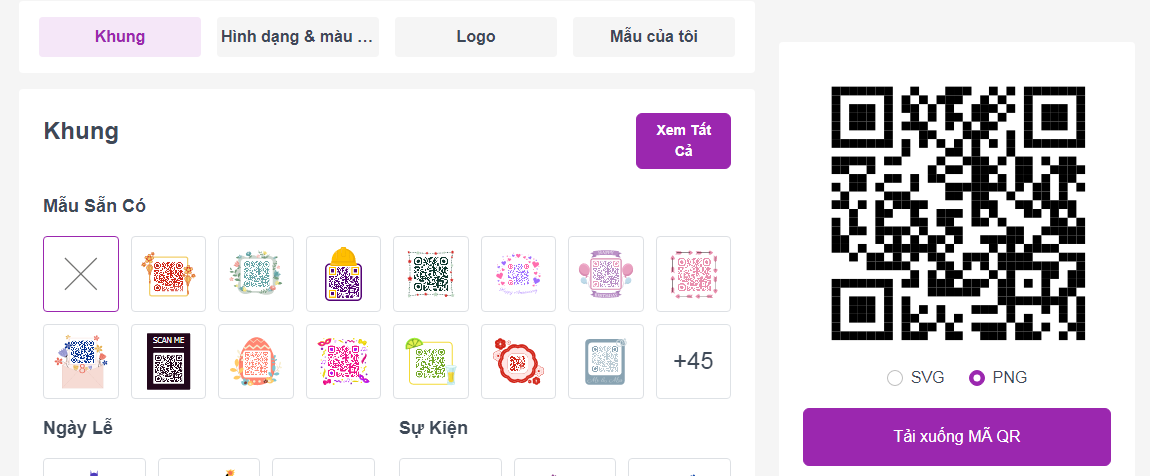 Khung
Hình dạng & màu ...
Logo
Mẫu của tôi
Khung
Xem Tất
Cả
Mẫu Sẵn Có
SCAN ME
+45
Ngày Lễ
Sự Kiện
SVG
PNG
Tải xuống MÃ QR